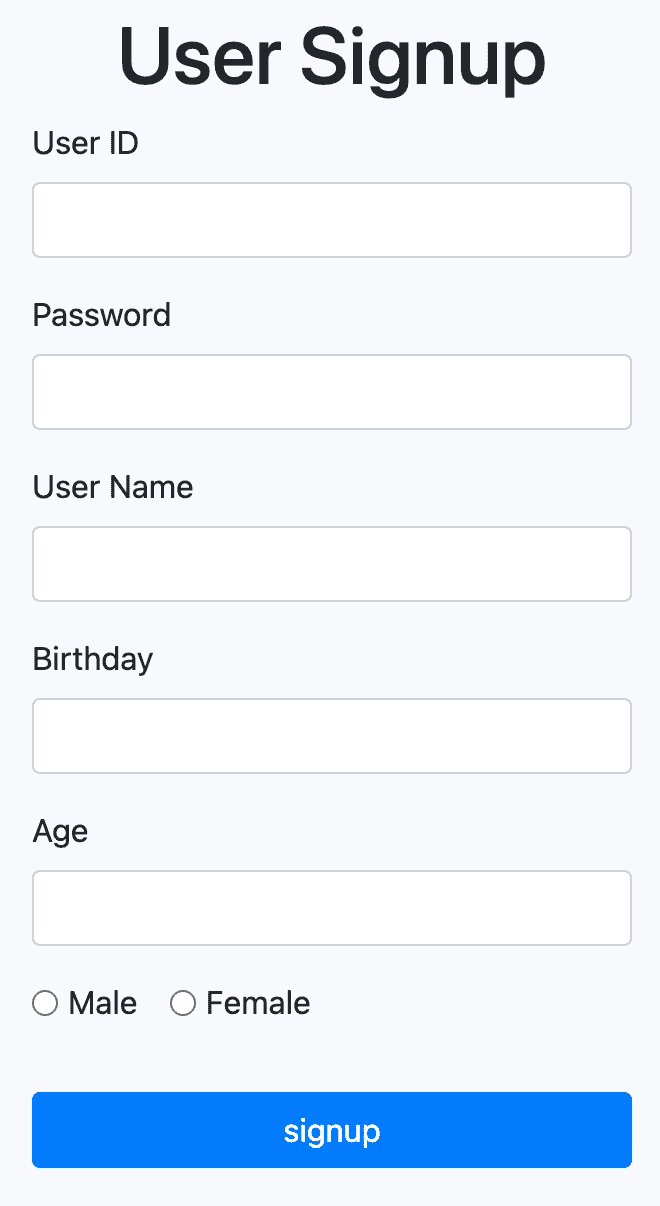 User Signup
User ID
Password
User Name
Birthday
Age
Male Female
signup